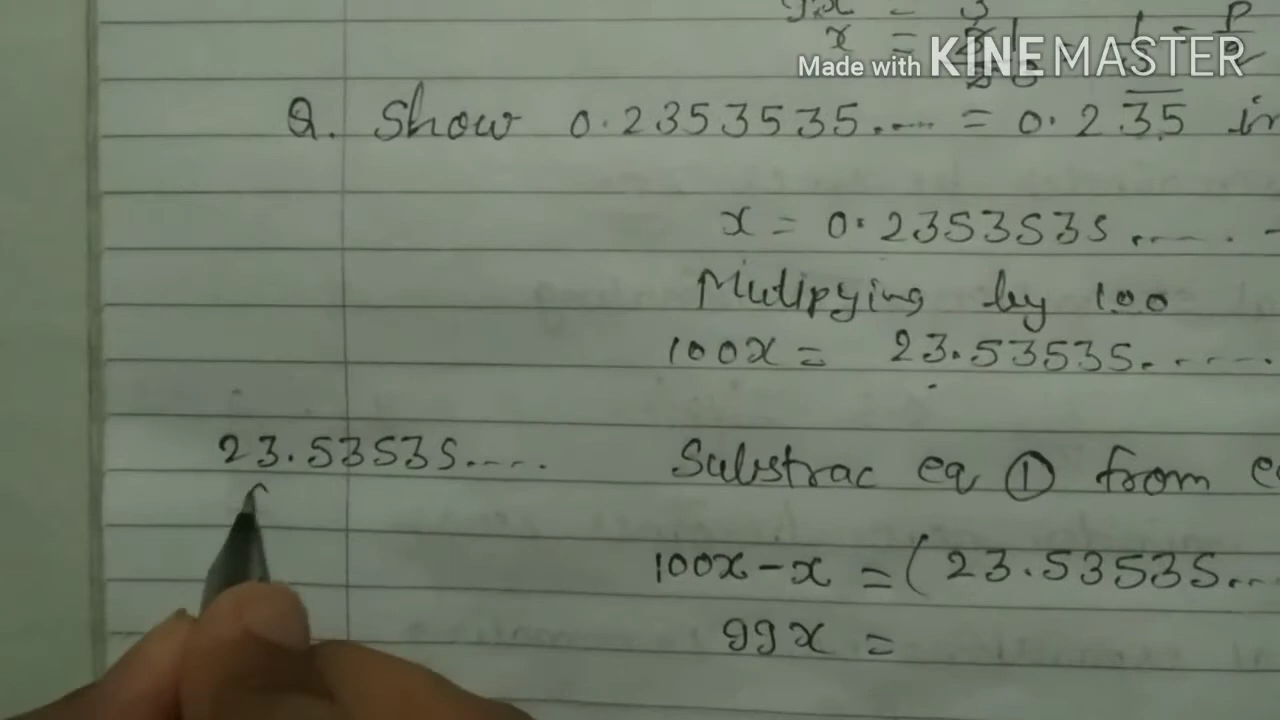 x =
Made with KINEMASTER
Q. Show 0.2353535.... = 0.235̅ in
x = 0.2353535.....
Mutipying by 100
100x = 23.53535......
23.53535....
Substrac eq ① from
100x - x = (23.53535...
99x =